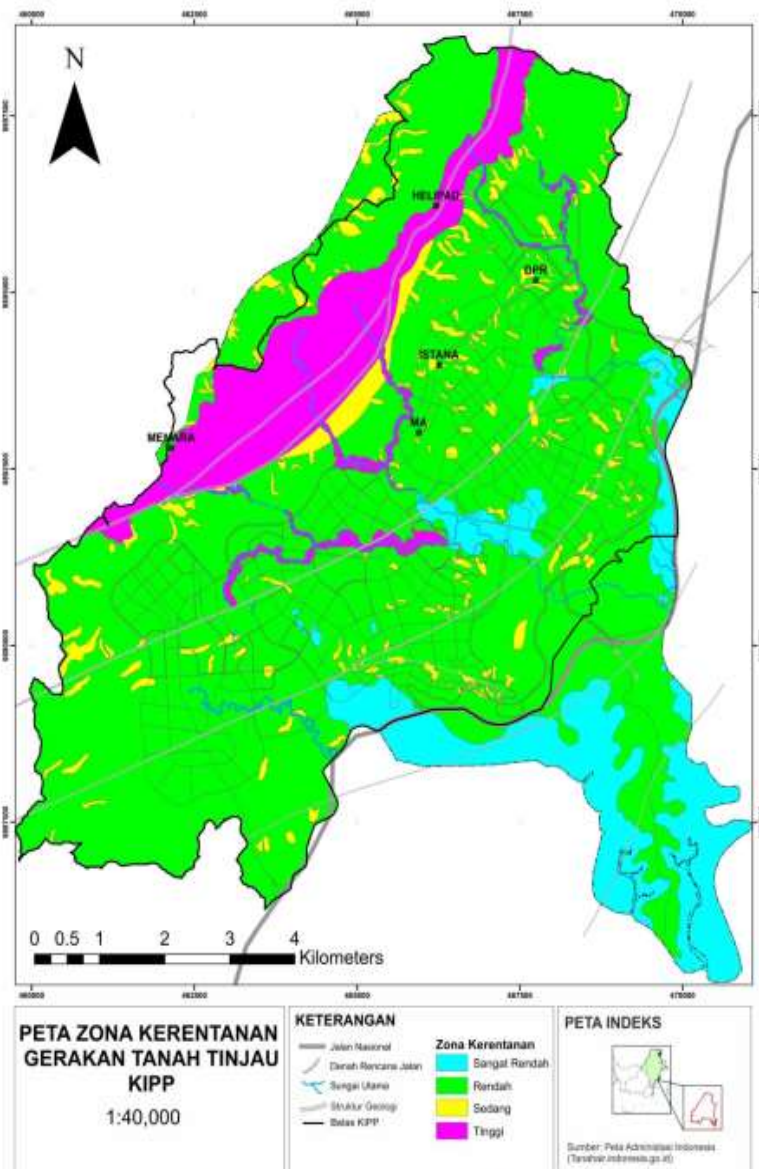 N
HELIPAD
DPR
ISTANA
MA
MENARA
0 0.5 1 2 3 4
Kilometers
PETA ZONA KERENTANAN
GERAKAN TANAH TINJAU
KIPP
1:40,000
KETERANGAN
Jalan Nasional
Denah Rencana Jalan
Sungai Utama
Struktur Geologi
Batas KIPP
Zona Kerentanan
Sangat Rendah
Rendah
Sedang
Tinggi
PETA INDEKS
Sumber: Peta Administrasi Indonesia
(Tanahair.indonesia.go.id)